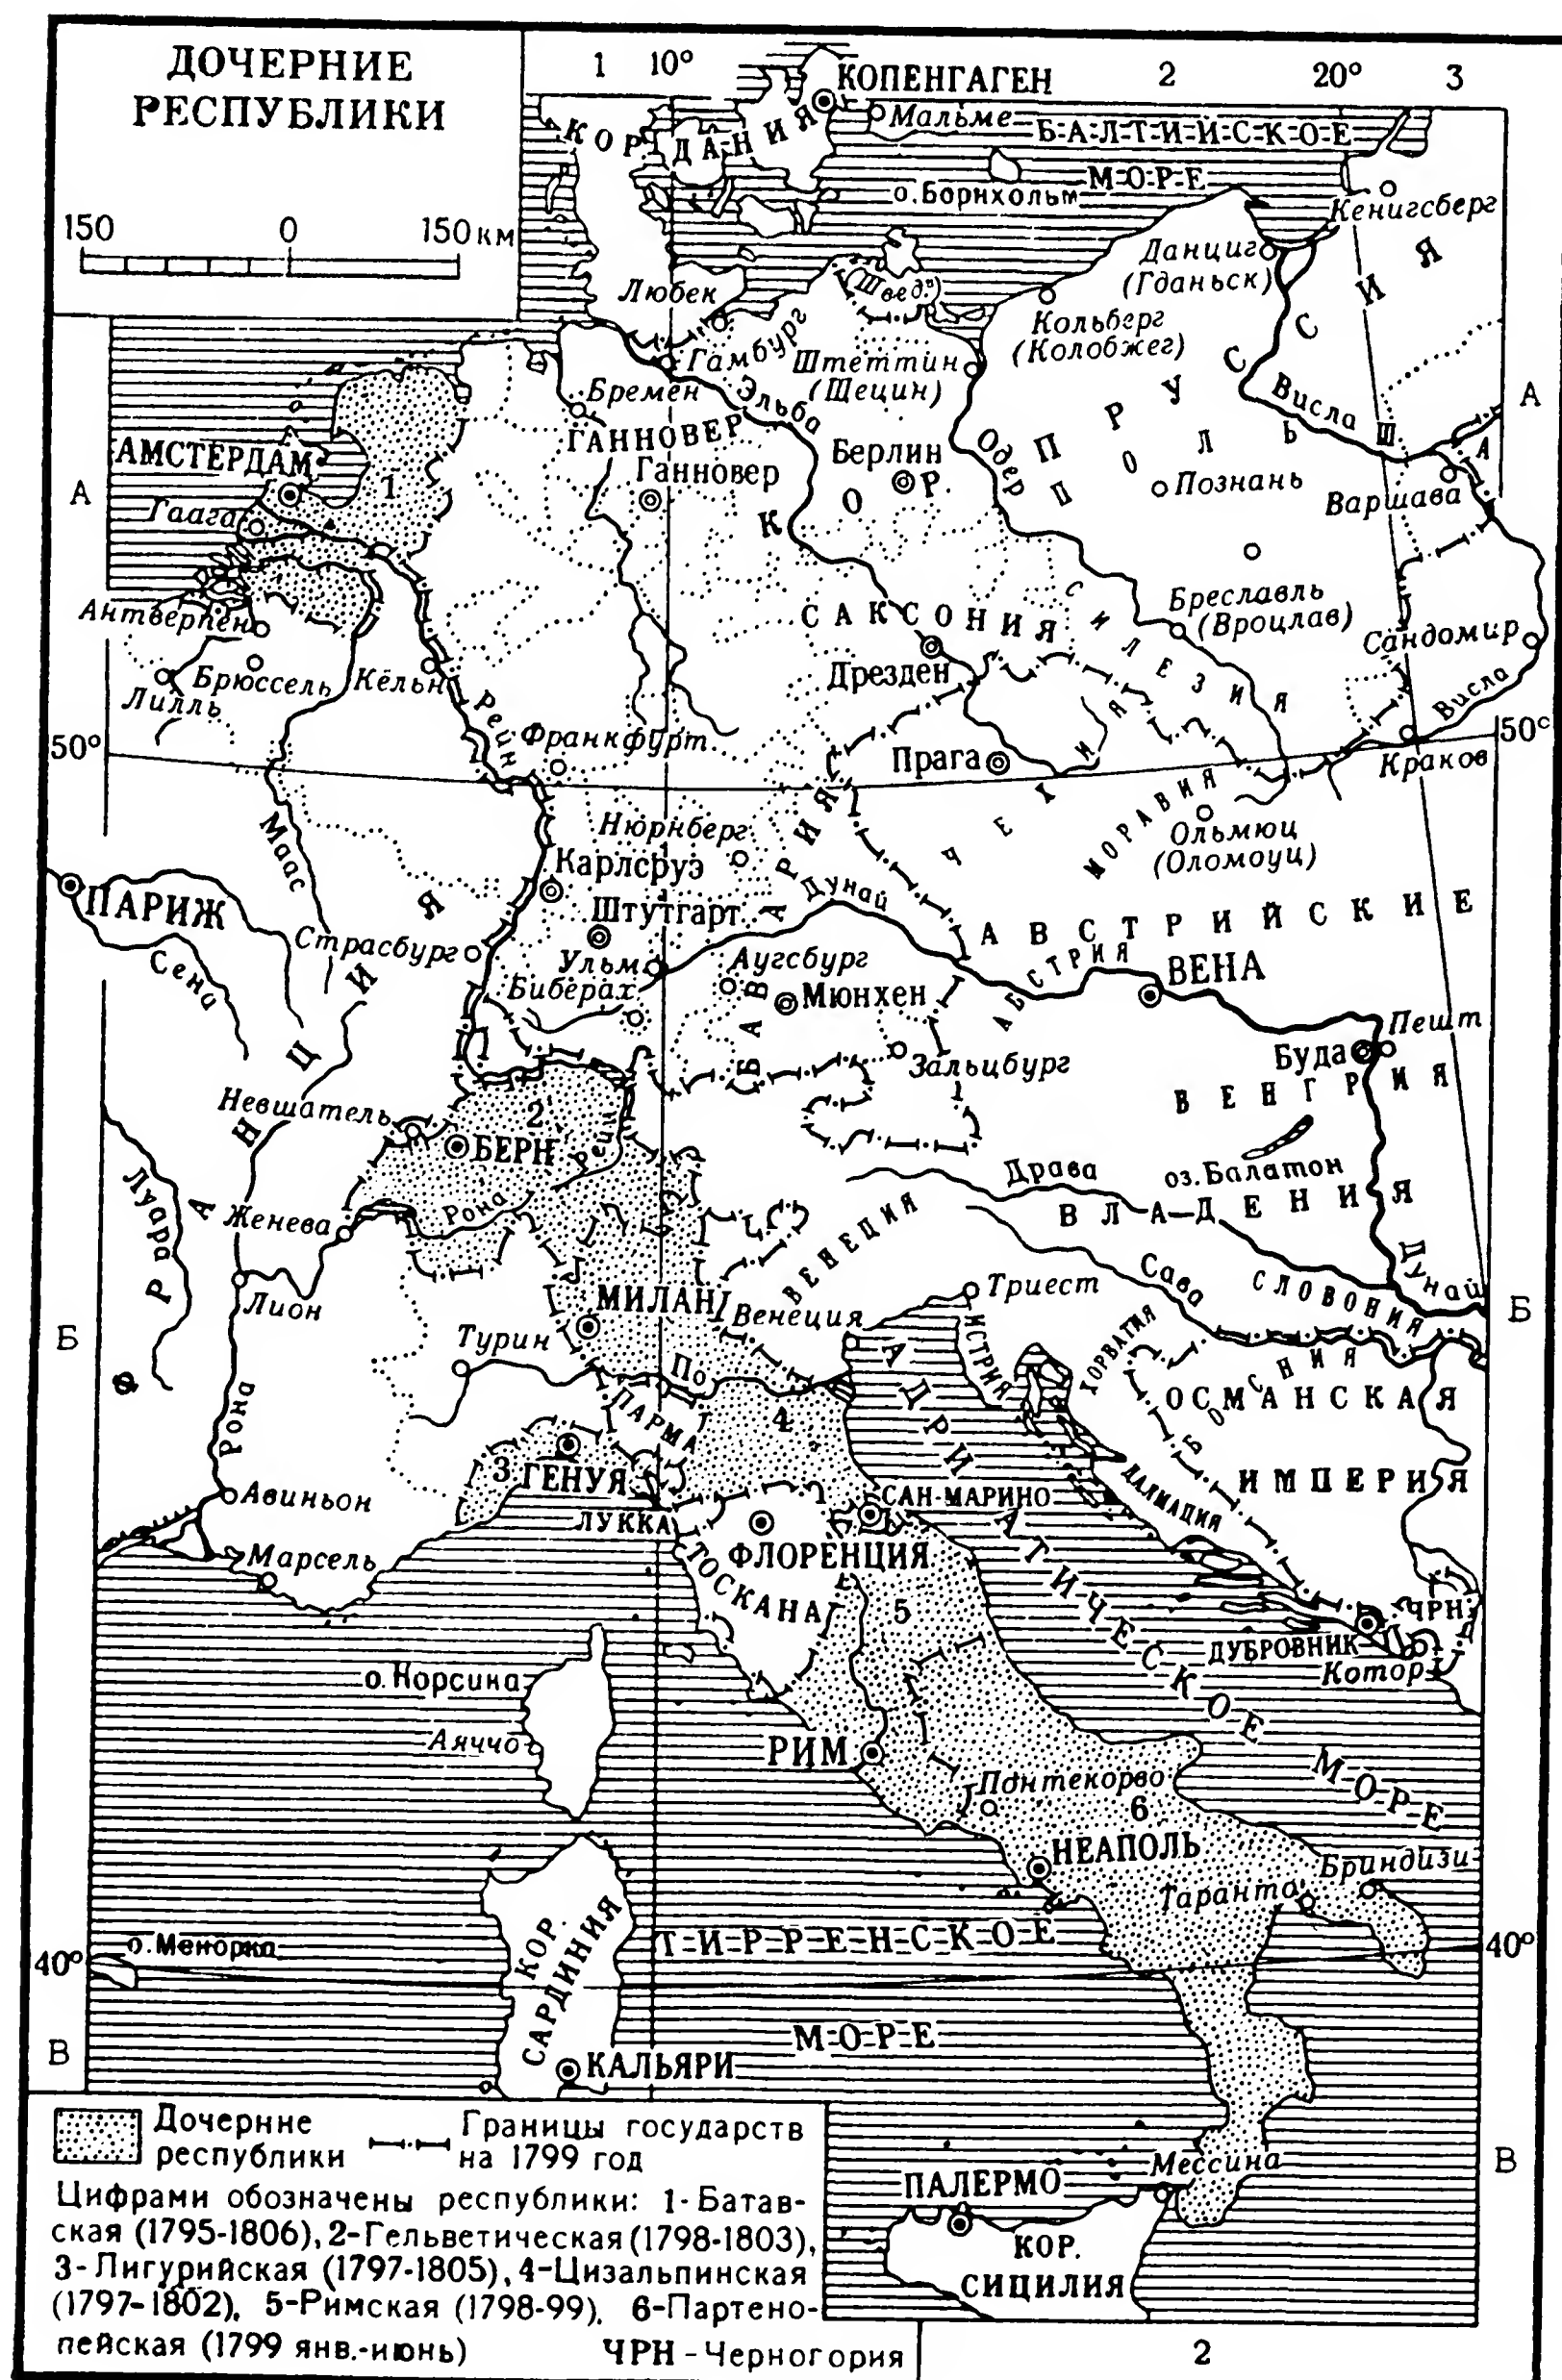 ДОЧЕРНИЕ
РЕСПУБЛИКИ
150 0 150 км
1 10° 2 20° 3
КОПЕНГАГЕН
КОР. ДАНИЯ
Мальме
БАЛТИЙСКОЕ
МОРЕ
о. Борнхольм
Кенигсберг
Данциг
(Гданьск)
(Швед.)
Любек
Кольберг
(Колобжег)
Гамбург
Штеттин
(Щецин)
Бремен
Эльба
Висла
А
А
АМСТЕРДАМ
ГАННОВЕР
Ганновер
Берлин
Одер
КОР. ПРУССИЯ
ПОЛЬША
Познань
Варшава
1
Гаага
Антверпен
САКСОНИЯ
СИЛЕЗИЯ
Бреславль
(Вроцлав)
Сандомир
Дрезден
Брюссель
Кёльн
Лилль
Рейн
Франкфурт
Прага
Висла
Краков
50°
50°
Маас
Нюрнберг
ЧЕХИЯ
МОРАВИЯ
Ольмюц
(Оломоуц)
Карлсруэ
ПАРИЖ
Штутгарт
Дунай
АВСТРИЙСКИЕ
Страсбург
Сена
Ульм
Аугсбург
АВСТРИЯ
ВЕНА
Биберах
Мюнхен
БАВАРИЯ
Пешт
Буда
Зальцбург
ВЕНГРИЯ
Невшатель
2
БЕРН
Рейн
Драва
оз. Балатон
Луара
Женева
Рона
ВЛАДЕНИЯ
ФРАНЦИЯ
ВЕНЕЦИЯ
Сава
СЛОВОНИЯ
Дунай
Лион
МИЛАН
Венеция
Триест
Б
Б
Турин
ИСТРИЯ
ХОРВАТИЯ
БОСНИЯ
По
ПАРМА
4
ОСМАНСКАЯ
ИМПЕРИЯ
Рона
3
ГЕНУЯ
Авиньон
ЛУККА
САН-МАРИНО
ДАЛМАЦИЯ
Марсель
ФЛОРЕНЦИЯ
ТОСКАНА
АДРИАТИЧЕСКОЕ МОРЕ
5
ЧРН
ДУБРОВНИК
Котор
о. Корсика
Аяччо
РИМ
Понтекорво
6
НЕАПОЛЬ
Бриндизи
Таранто
о. Менорка
КОР.
САРДИНИЯ
ТИРРЕНСКОЕ
МОРЕ
40°
40°
КАЛЬЯРИ
В
В
Мессина
ПАЛЕРМО
КОР.
СИЦИЛИЯ
Дочерние
республики
Границы государств
на 1799 год
Цифрами обозначены республики: 1-Батав-
ская (1795-1806), 2-Гельветическая (1798-1803),
3-Лигурийская (1797-1805), 4-Цизальпинская
(1797-1802), 5-Римская (1798-99), 6-Партено-
пейская (1799 янв.-июнь) ЧРН - Черногория
2